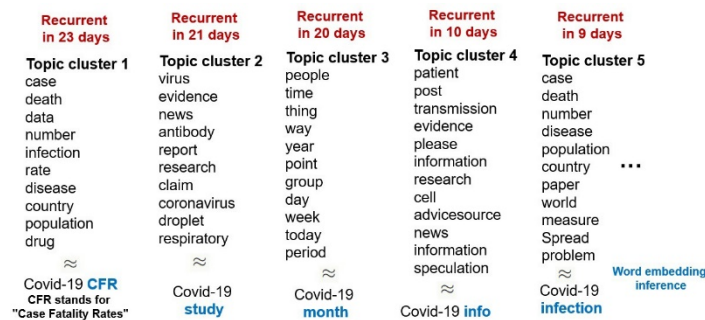 Recurrent
in 23 days
Topic cluster 1
case
death
data
number
infection
rate
disease
country
population
drug
≈
Covid-19 CFR
CFR stands for
"Case Fatality Rates"
Recurrent
in 21 days
Topic cluster 2
virus
evidence
news
antibody
report
research
claim
coronavirus
droplet
respiratory
≈
Covid-19
study
Recurrent
in 20 days
Topic cluster 3
people
time
thing
way
year
point
group
day
week
today
period
≈
Covid-19
month
Recurrent
in 10 days
Topic cluster 4
patient
post
transmission
evidence
please
information
research
cell
advicesource
news
information
speculation
≈
Covid-19 info
Recurrent
in 9 days
Topic cluster 5
case
death
number
disease
population
country
paper
world
measure
Spread
problem
≈
Covid-19
infection
...
Word embedding
inference